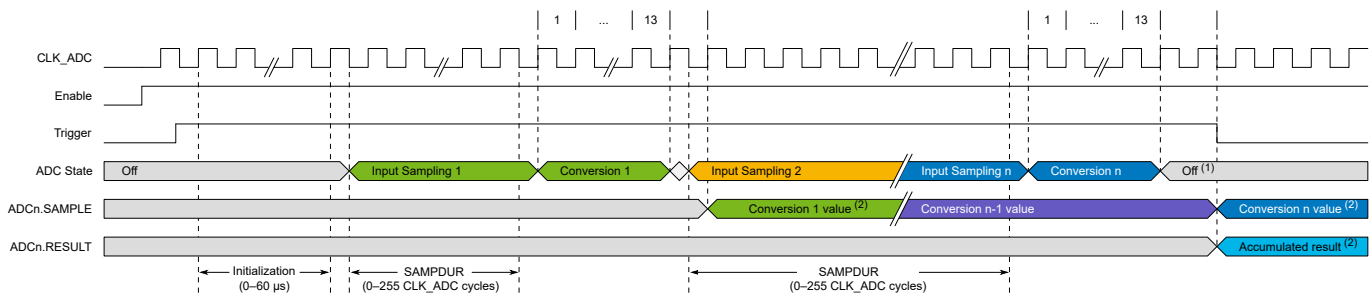 1 ... 13 1 ... 13
CLK_ADC
Enable
Trigger
ADC State Off Input Sampling 1 Conversion 1 Input Sampling 2 Input Sampling n Conversion n Off (1)
ADCn.SAMPLE Conversion 1 value (2) Conversion n-1 value Conversion n value (2)
ADCn.RESULT Accumulated result (2)
Initialization SAMPDUR SAMPDUR
(0–60 µs) (0–255 CLK_ADC cycles) (0–255 CLK_ADC cycles)